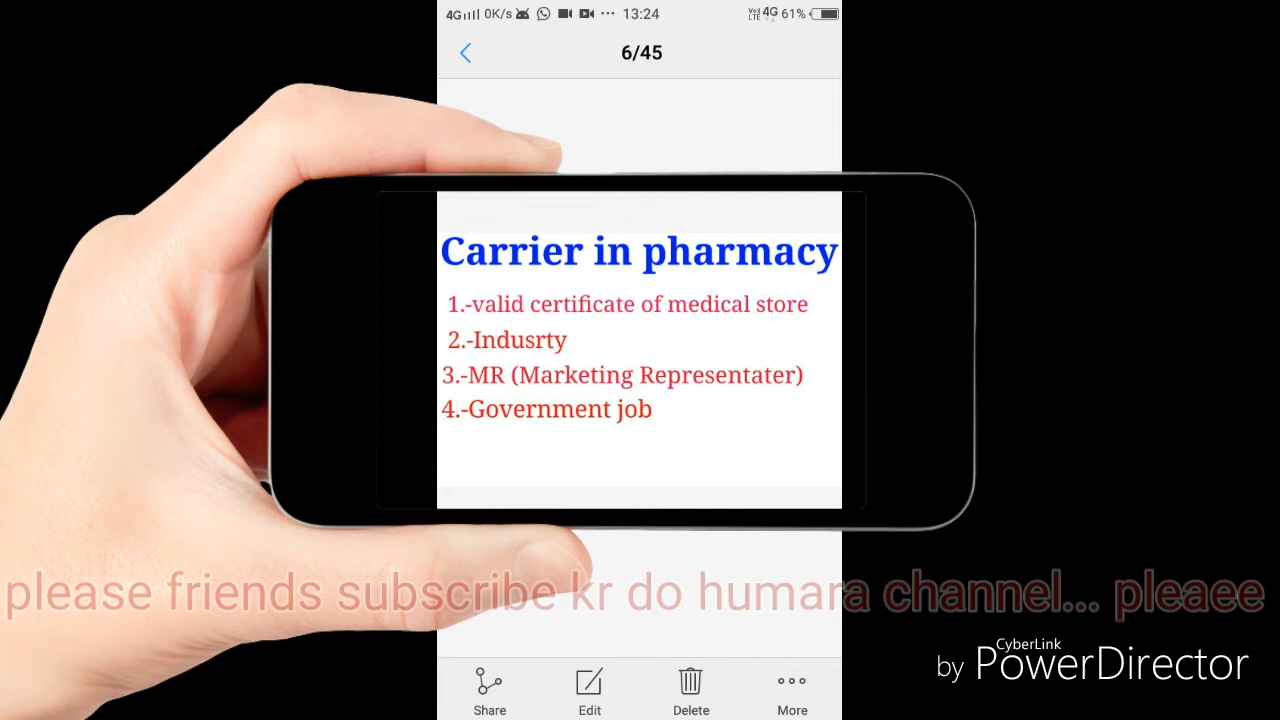 4G 0K/s ... 13:24 VoLTE 4G 61%
6/45
Carrier in pharmacy
1.-valid certificate of medical store
2.-Indusrty
3.-MR (Marketing Representater)
4.-Government job
please friends subscribe kr do humara channel... pleaee
CyberLink
by PowerDirector
Share Edit Delete More